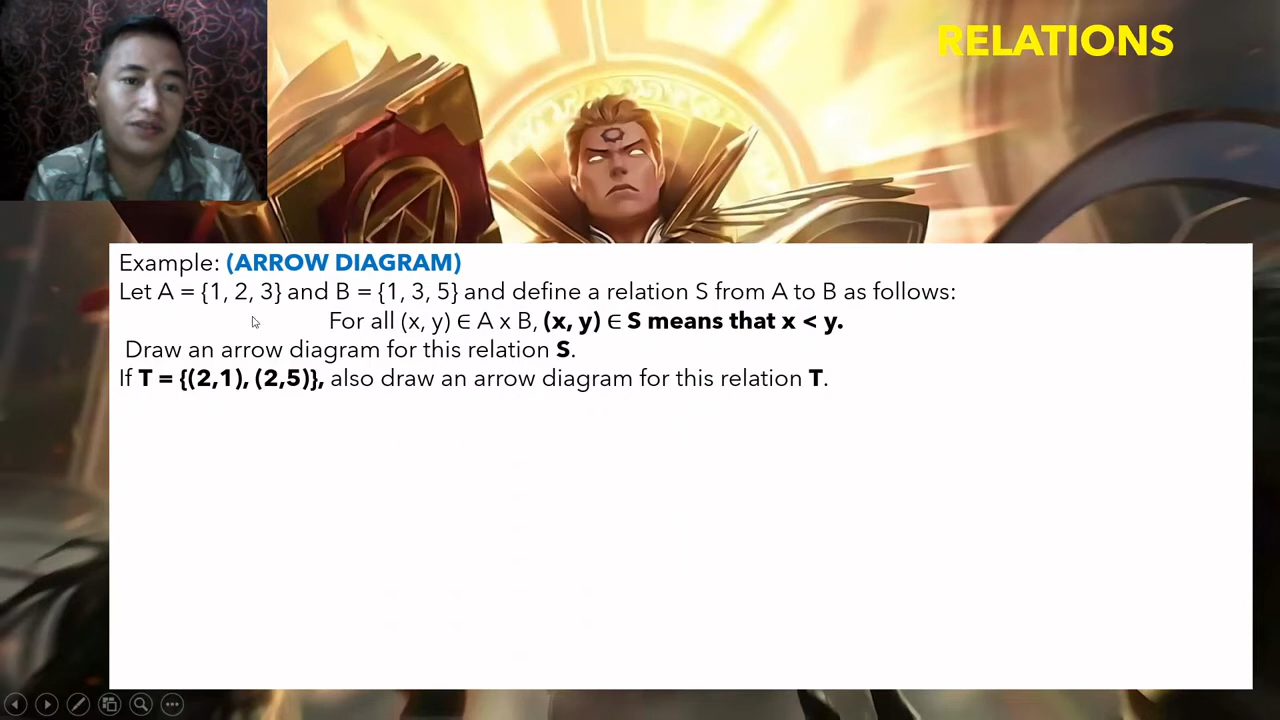 RELATIONS
Example: (ARROW DIAGRAM)
Let A = {1, 2, 3} and B = {1, 3, 5} and define a relation S from A to B as follows:
For all (x, y) ∈ A x B, (x, y) ∈ S means that x < y.
Draw an arrow diagram for this relation S.
If T = {(2,1), (2,5)}, also draw an arrow diagram for this relation T.